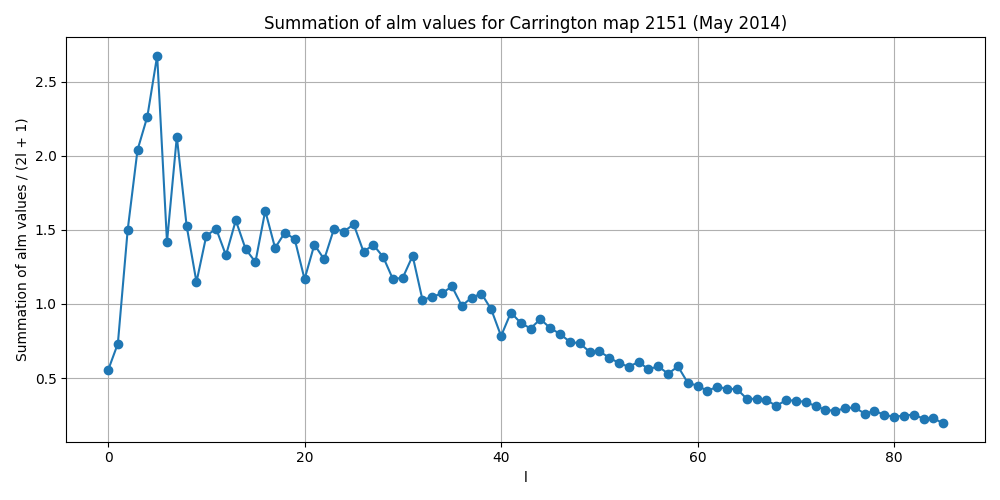 Summation of alm values for Carrington map 2151 (May 2014)
Summation of alm values / (2l + 1)
2.5
2.0
1.5
1.0
0.5
0 20 40 60 80
l